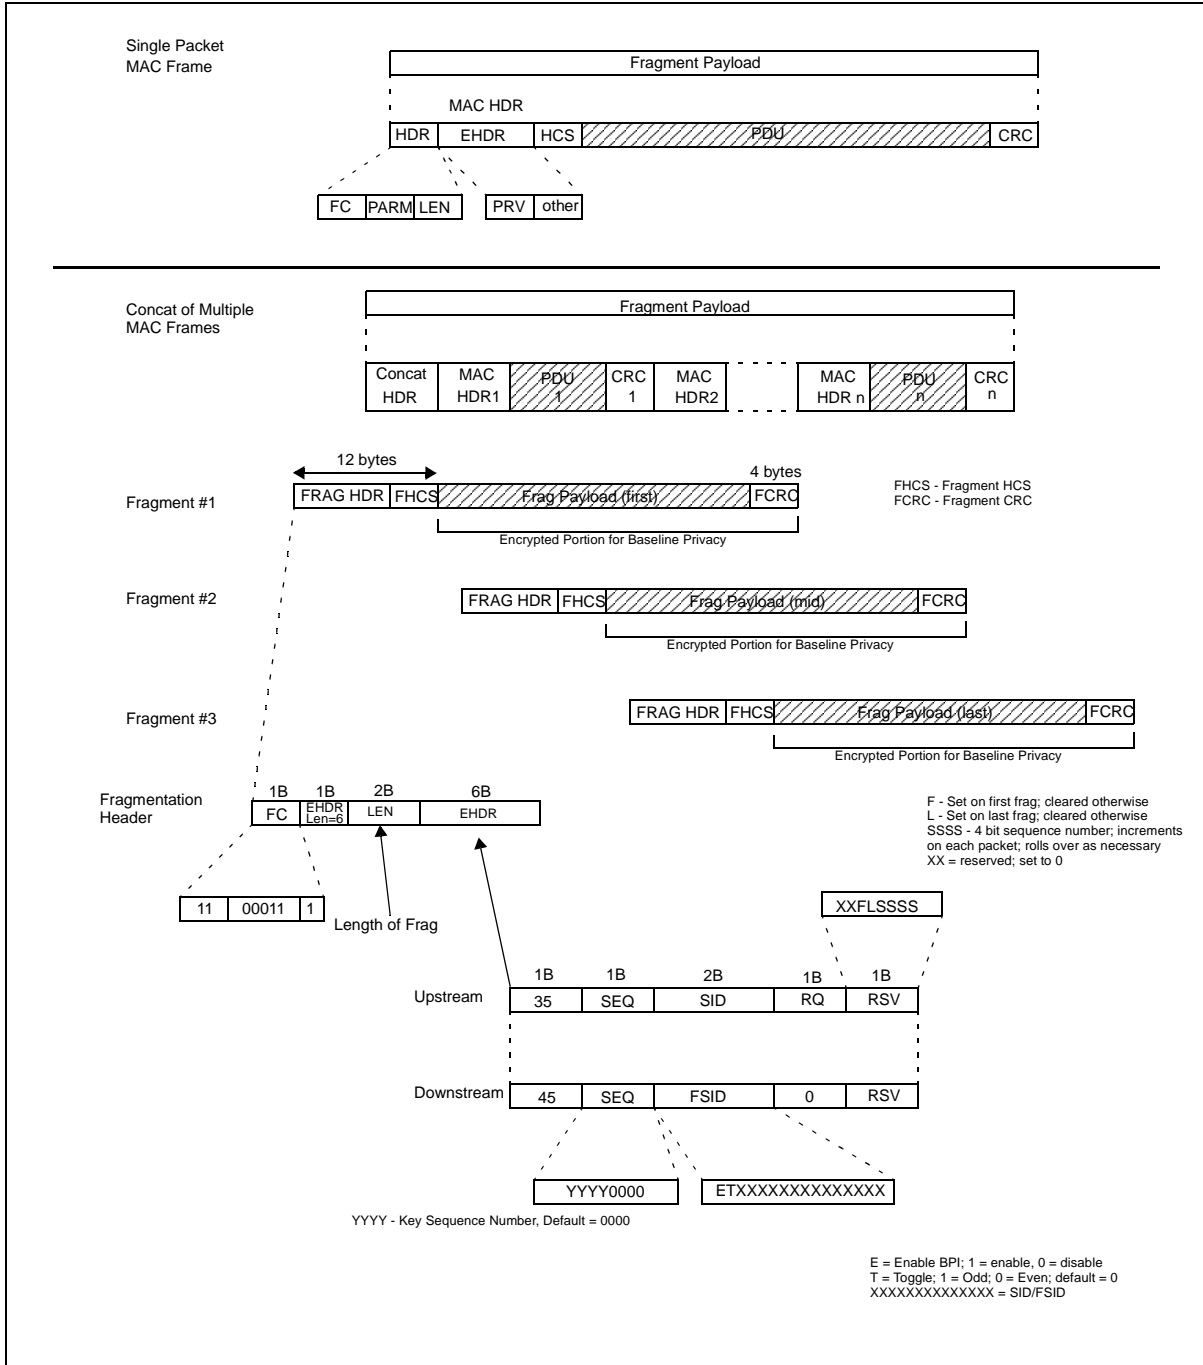 Single Packet
MAC Frame
Fragment Payload
MAC HDR
HDR EHDR HCS PDU CRC
FC PARM LEN PRV other
Concat of Multiple
MAC Frames
Fragment Payload
Concat HDR MAC HDR1 PDU 1 CRC 1 MAC HDR2 MAC HDR n PDU n CRC n
12 bytes 4 bytes
Fragment #1
FRAG HDR FHCS Frag Payload (first) FCRC
FHCS - Fragment HCS
FCRC - Fragment CRC
Encrypted Portion for Baseline Privacy
Fragment #2
FRAG HDR FHCS Frag Payload (mid) FCRC
Encrypted Portion for Baseline Privacy
Fragment #3
FRAG HDR FHCS Frag Payload (last) FCRC
Encrypted Portion for Baseline Privacy
Fragmentation
Header
1B 1B 2B 6B
FC EHDR Len=6 LEN EHDR
F - Set on first frag; cleared otherwise
L - Set on last frag; cleared otherwise
SSSS - 4 bit sequence number; increments
on each packet; rolls over as necessary
XX = reserved; set to 0
11 00011 1
Length of Frag
XXFLSSSS
1B 1B 2B 1B 1B
Upstream
35 SEQ SID RQ RSV
Downstream
45 SEQ FSID 0 RSV
YYYY0000
ETXXXXXXXXXXXXXX
YYYY - Key Sequence Number, Default = 0000
E = Enable BPI; 1 = enable, 0 = disable
T = Toggle; 1 = Odd; 0 = Even; default = 0
XXXXXXXXXXXXXX = SID/FSID